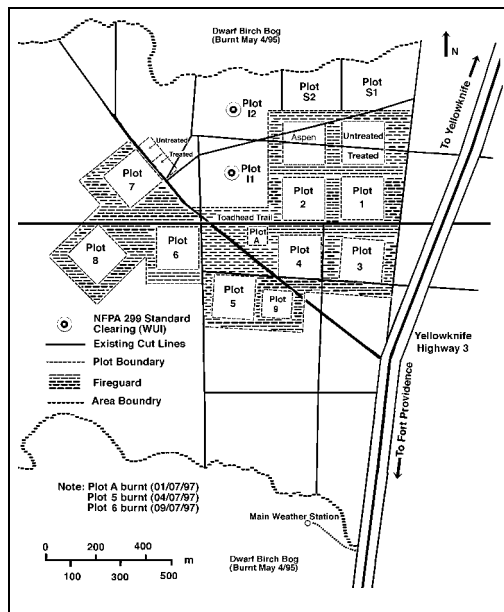 Dwarf Birch Bog
(Burnt May 4/95)
N
To Yellowknife
Plot
I2
Plot
S2
Plot
S1
Untreated
Treated
Aspen
Untreated
Treated
Plot
I1
Plot
7
Plot
2
Plot
1
Toadhead Trail
Plot
8
Plot
6
Plot
A
Plot
4
Plot
3
Plot
5
Plot
9
NFPA 299 Standard
Clearing (WUI)
Existing Cut Lines
Plot Boundary
Fireguard
Area Boundry
Yellowknife
Highway 3
To Fort Providence
Note: Plot A burnt (01/07/97)
Plot 5 burnt (04/07/97)
Plot 6 burnt (09/07/97)
Main Weather Station
0 200 400
m
100 300 500
Dwarf Birch Bog
(Burnt May 4/95)